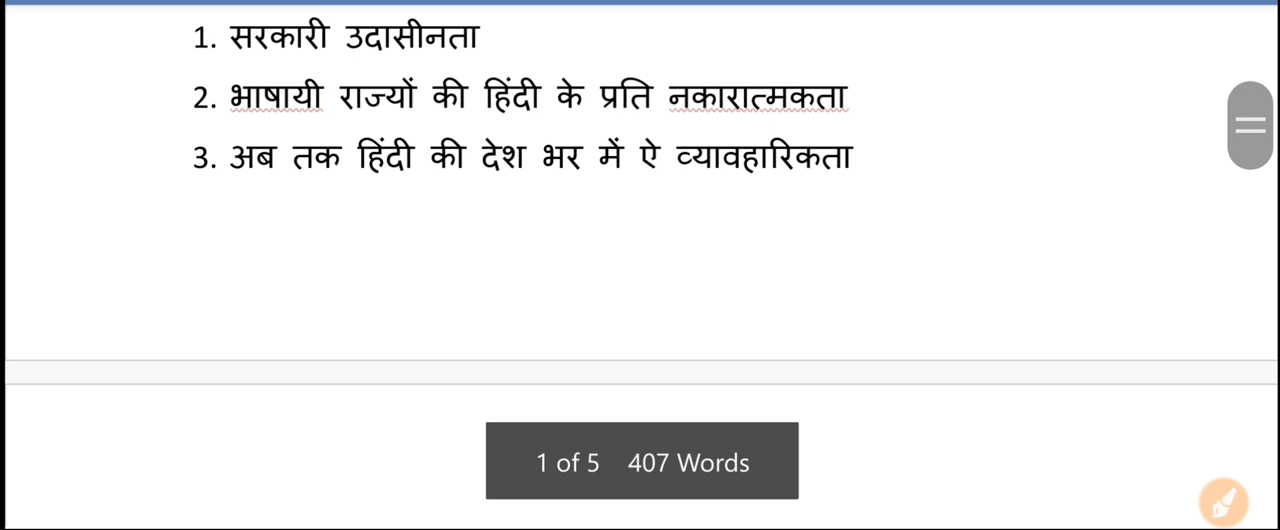 1. सरकारी उदासीनता
2. भाषायी राज्यों की हिंदी के प्रति नकारात्मकता
3. अब तक हिंदी की देश भर में ऐ व्यावहारिकता
1 of 5 407 Words